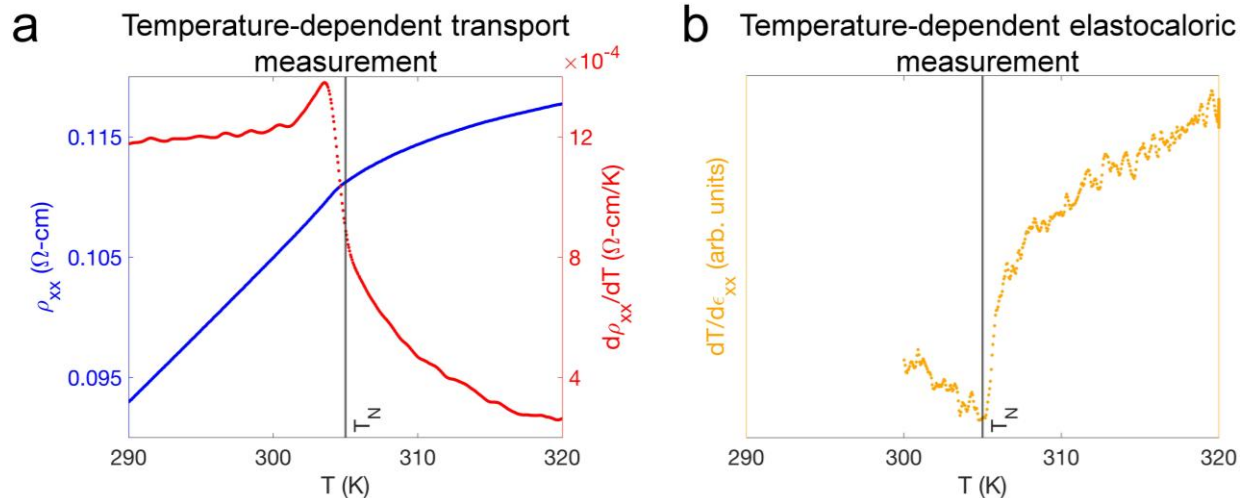 a
Temperature-dependent transport
measurement
×10⁻⁴
0.115
0.105
0.095
ρxx (Ω-cm)
12
8
4
dρxx/dT (Ω-cm/K)
TN
290
300
310
320
T (K)
b
Temperature-dependent elastocaloric
measurement
dT/dϵxx (arb. units)
TN
290
300
310
320
T (K)